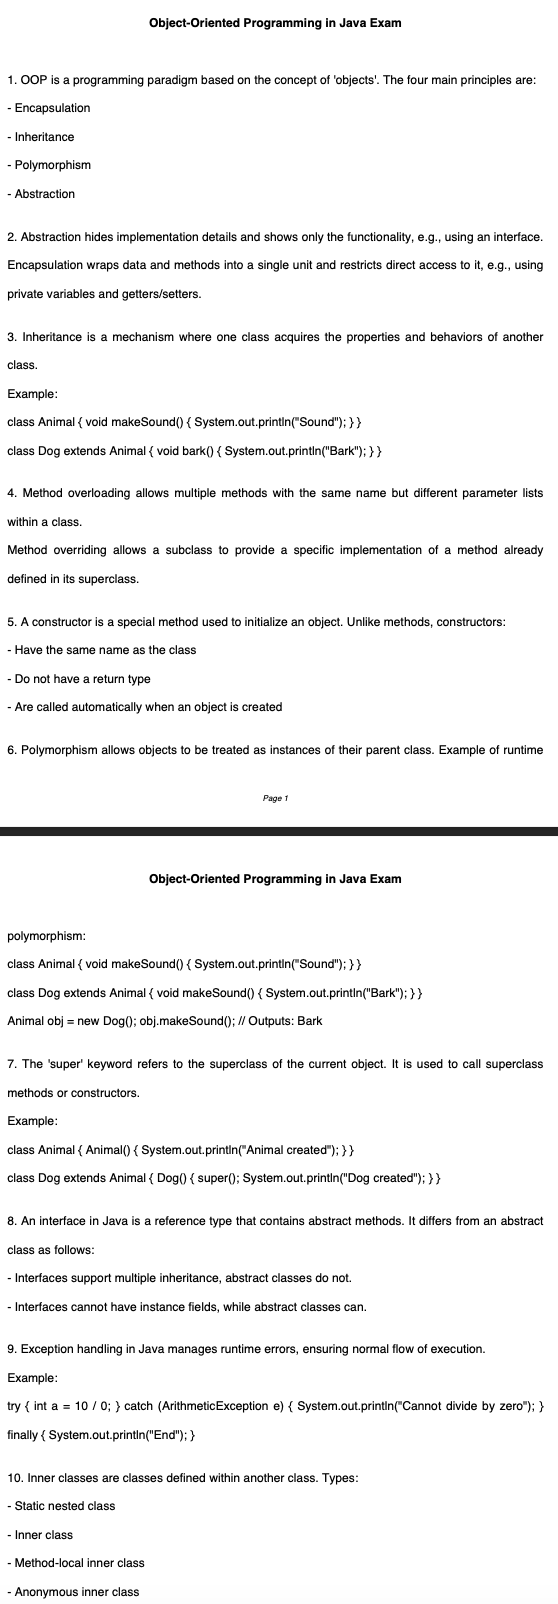 Object-Oriented Programming in Java Exam
1. OOP is a programming paradigm based on the concept of 'objects'. The four main principles are:
- Encapsulation
- Inheritance
- Polymorphism
- Abstraction
2. Abstraction hides implementation details and shows only the functionality, e.g., using an interface.
Encapsulation wraps data and methods into a single unit and restricts direct access to it, e.g., using
private variables and getters/setters.
3. Inheritance is a mechanism where one class acquires the properties and behaviors of another
class.
Example:
class Animal { void makeSound() { System.out.println("Sound"); } }
class Dog extends Animal { void bark() { System.out.println("Bark"); } }
4. Method overloading allows multiple methods with the same name but different parameter lists
within a class.
Method overriding allows a subclass to provide a specific implementation of a method already
defined in its superclass.
5. A constructor is a special method used to initialize an object. Unlike methods, constructors:
- Have the same name as the class
- Do not have a return type
- Are called automatically when an object is created
6. Polymorphism allows objects to be treated as instances of their parent class. Example of runtime
Page 1
Object-Oriented Programming in Java Exam
polymorphism:
class Animal { void makeSound() { System.out.println("Sound"); } }
class Dog extends Animal { void makeSound() { System.out.println("Bark"); } }
Animal obj = new Dog(); obj.makeSound(); // Outputs: Bark
7. The 'super' keyword refers to the superclass of the current object. It is used to call superclass
methods or constructors.
Example:
class Animal { Animal() { System.out.println("Animal created"); } }
class Dog extends Animal { Dog() { super(); System.out.println("Dog created"); } }
8. An interface in Java is a reference type that contains abstract methods. It differs from an abstract
class as follows:
- Interfaces support multiple inheritance, abstract classes do not.
- Interfaces cannot have instance fields, while abstract classes can.
9. Exception handling in Java manages runtime errors, ensuring normal flow of execution.
Example:
try { int a = 10 / 0; } catch (ArithmeticException e) { System.out.println("Cannot divide by zero"); }
finally { System.out.println("End"); }
10. Inner classes are classes defined within another class. Types:
- Static nested class
- Inner class
- Method-local inner class
- Anonymous inner class